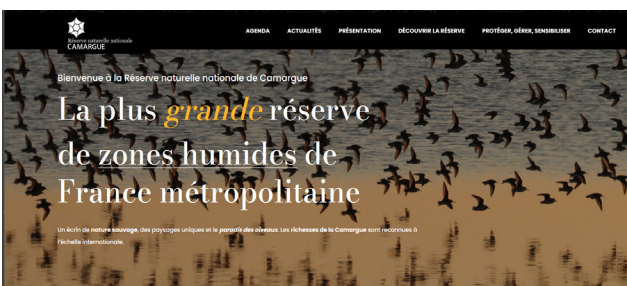 Réserve naturelle nationale
CAMARGUE
AGENDA ACTUALITÉS PRÉSENTATION DÉCOUVRIR LA RÉSERVE PROTÉGER, GÉRER, SENSIBILISER CONTACT
Bienvenue à la Réserve naturelle nationale de Camargue
La plus grande réserve
de zones humides de
France métropolitaine
Un écrin de nature sauvage, des paysages uniques et le paradis des oiseaux. Les richesses de la Camargue sont reconnues à
l'échelle internationale.